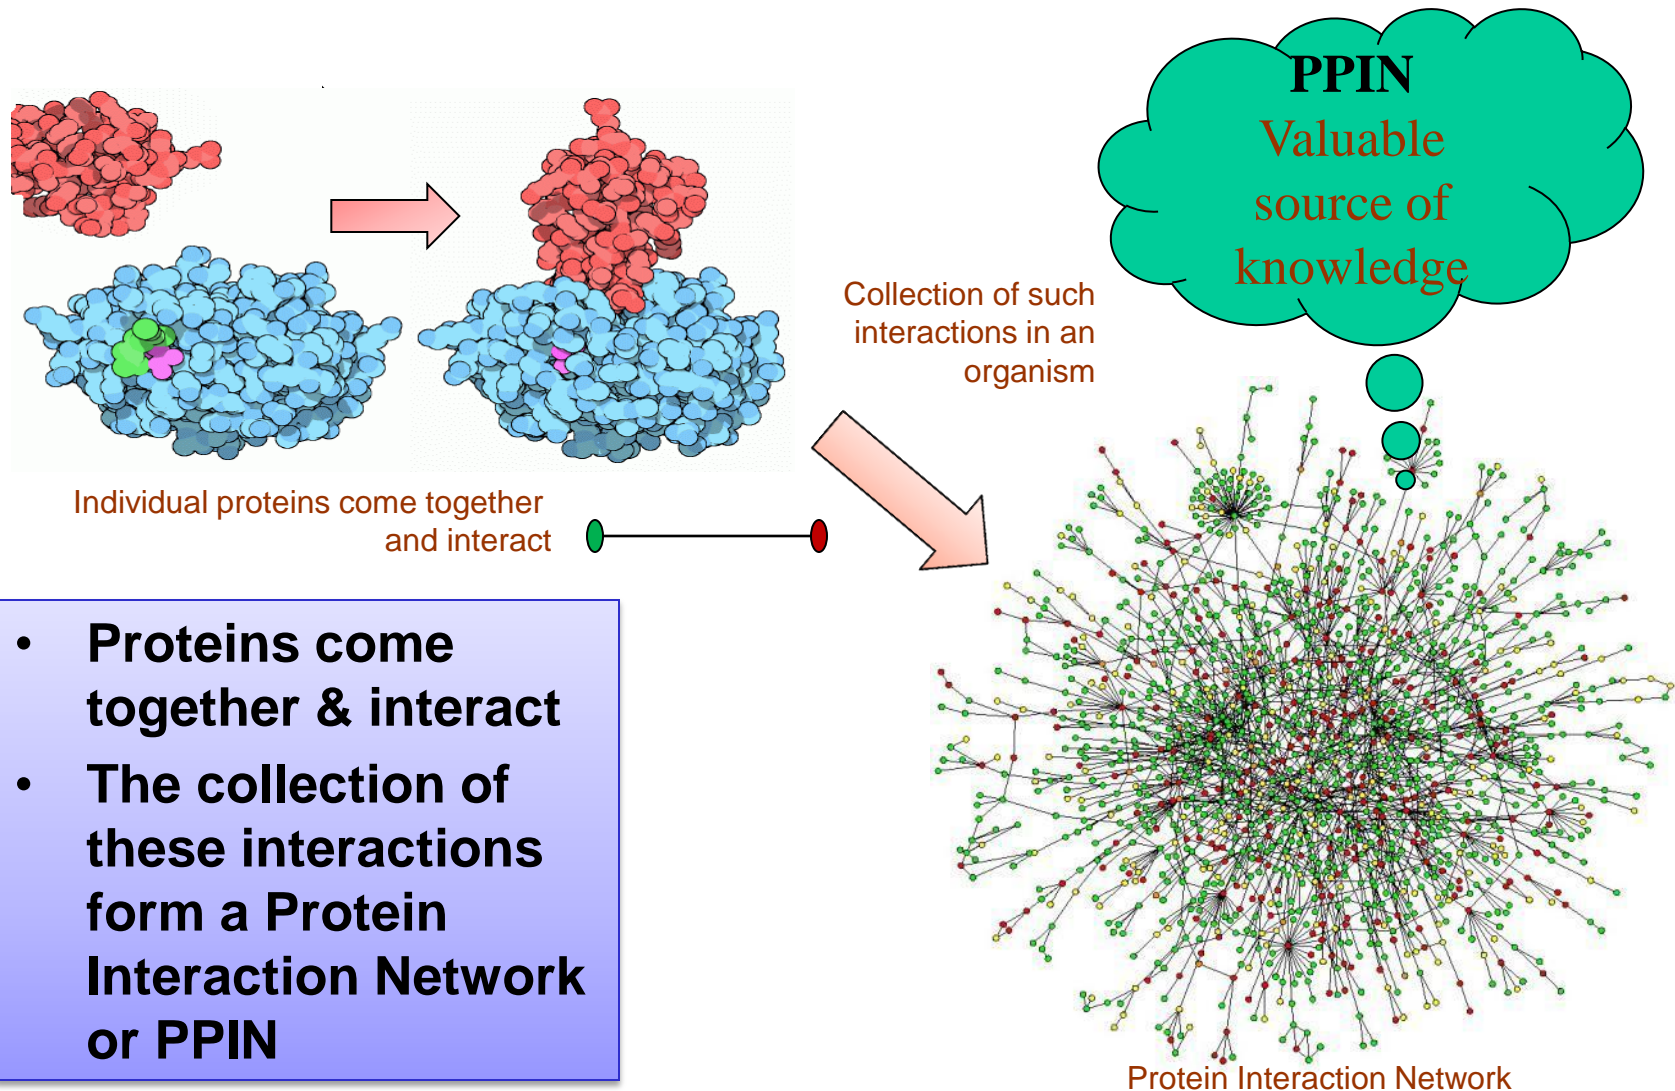 PPIN
Valuable
source of
knowledge
Collection of such
interactions in an
organism
Individual proteins come together
and interact
• Proteins come
together & interact
• The collection of
these interactions
form a Protein
Interaction Network
or PPIN
Protein Interaction Network